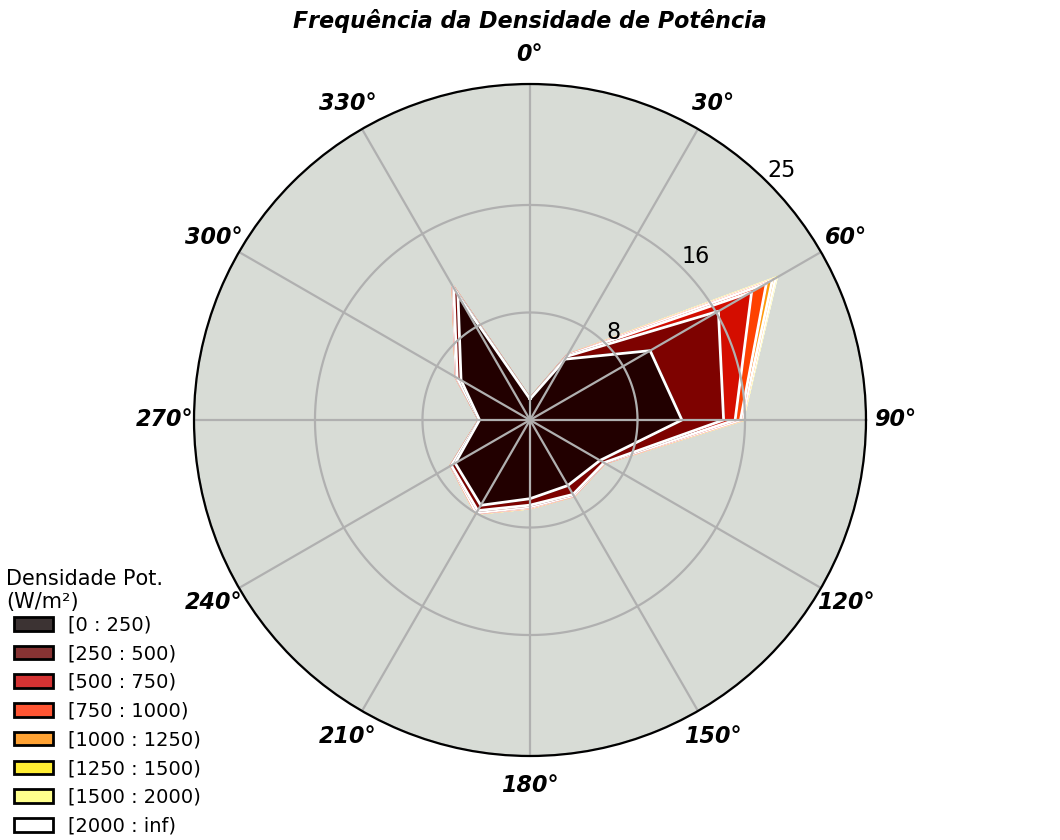 Frequência da Densidade de Potência
0°
330°
30°
25
300°
60°
16
8
270°
90°
240°
120°
210°
150°
180°
Densidade Pot.
(W/m²)
[0 : 250)
[250 : 500)
[500 : 750)
[750 : 1000)
[1000 : 1250)
[1250 : 1500)
[1500 : 2000)
[2000 : inf)